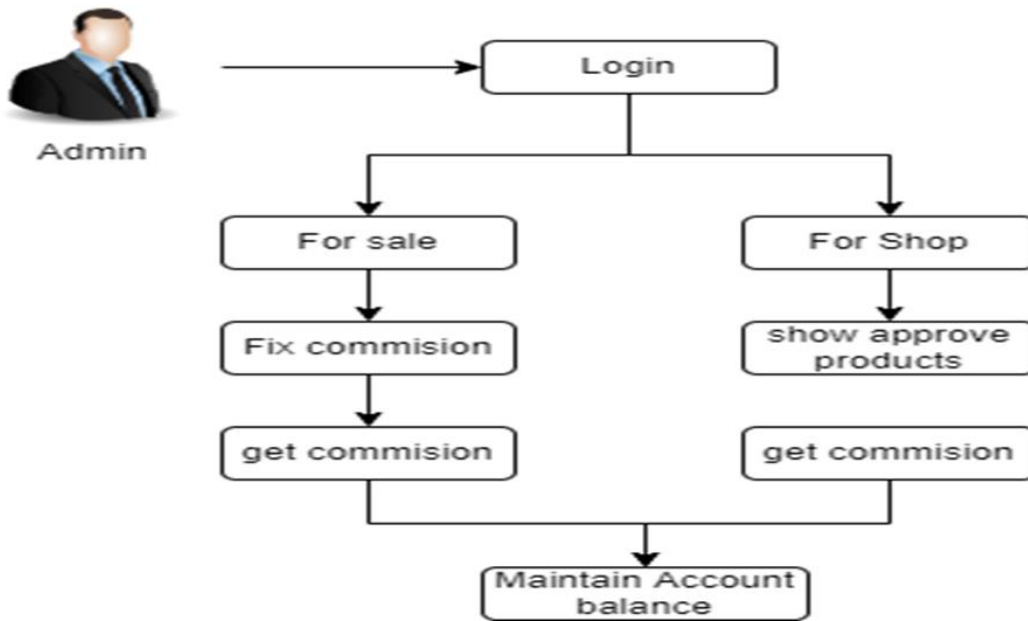 Login
Admin
For sale
For Shop
Fix commision
show approve
products
get commision
get commision
Maintain Account
balance